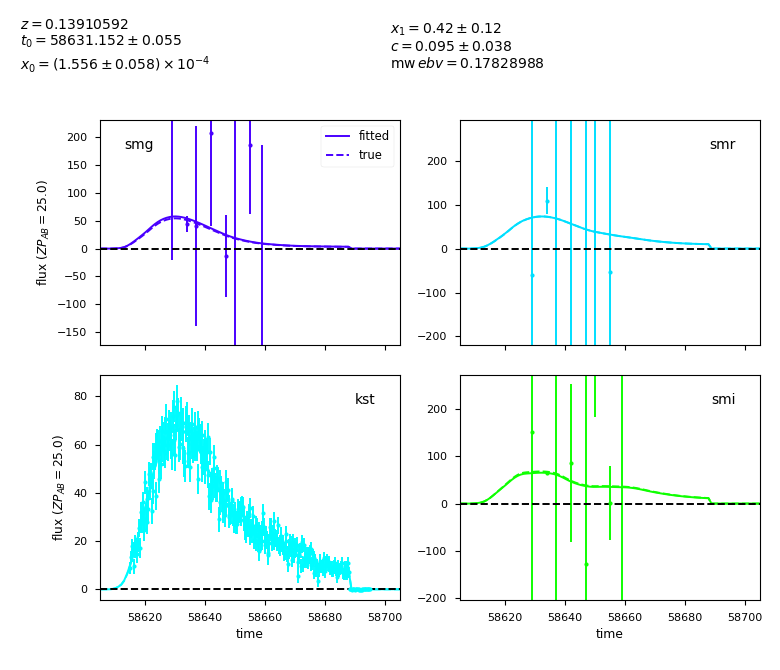 z = 0.13910592
t₀ = 58631.152 ± 0.055
x₀ = (1.556 ± 0.058) × 10⁻⁴
x₁ = 0.42 ± 0.12
c = 0.095 ± 0.038
mw ebv = 0.17828988
smg
fitted
true
200
150
100
50
0
−50
−100
−150
flux (ZP_AB = 25.0)
smr
200
100
0
−100
−200
kst
80
60
40
20
0
flux (ZP_AB = 25.0)
58620 58640 58660 58680 58700
time
smi
200
100
0
−100
−200
58620 58640 58660 58680 58700
time